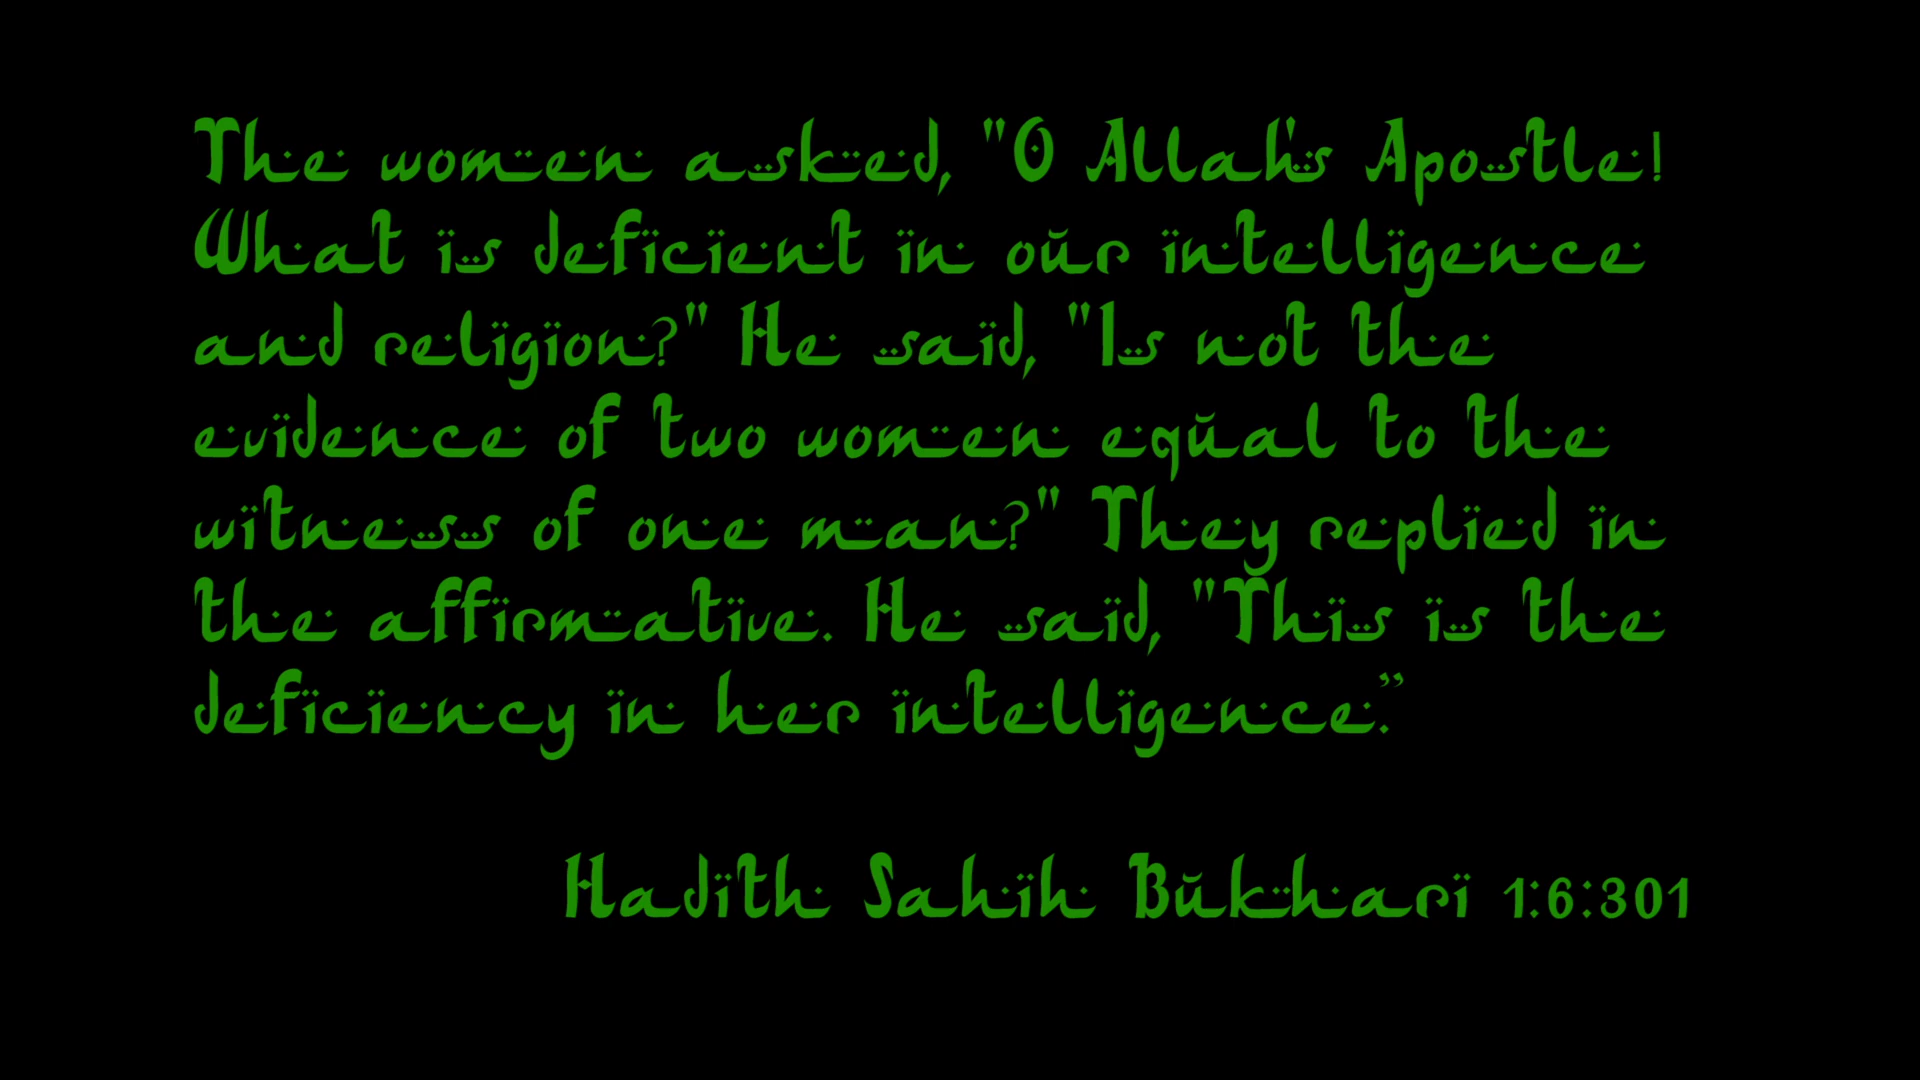 The women asked, "O Allah's Apostle!
What is deficient in our intelligence
and religion?" He said, "Is not the
evidence of two women equal to the
witness of one man?" They replied in
the affirmative. He said, "This is the
deficiency in her intelligence.”
Hadith Sahih Bukhari 1:6:301